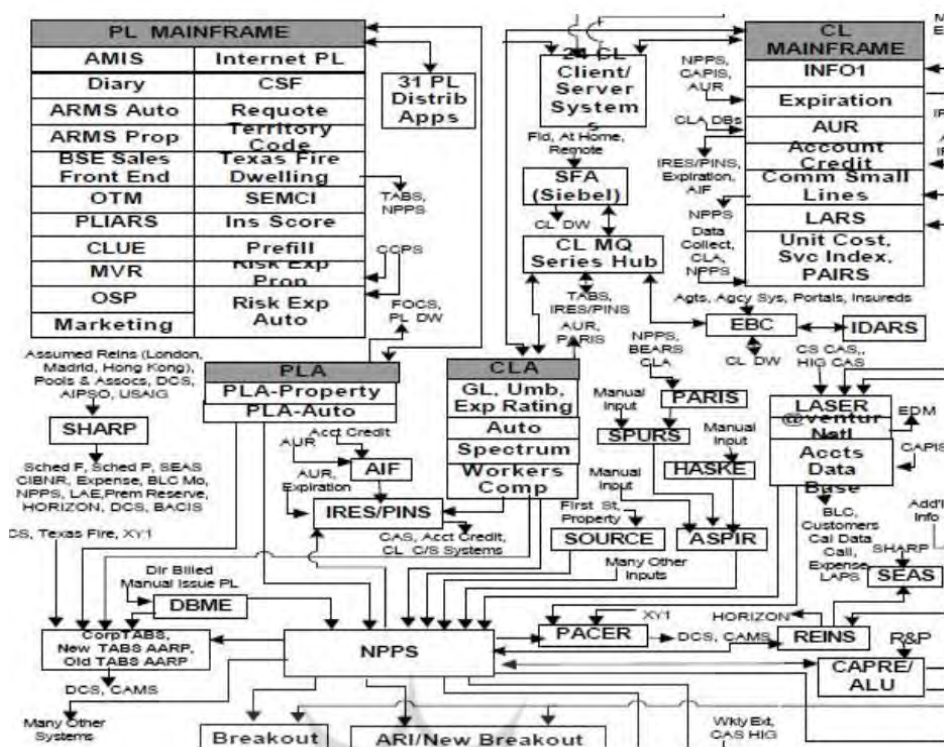 PL MAINFRAME
AMIS
Internet PL
Diary
CSF
ARMS Auto
Requote
ARMS Prop
Territory
Code
BSE Sales
Front End
Texas Fire
Dwelling
OTM
SEMCI
PLIARS
Ins Score
CLUE
Prefill
MVR
Risk Exp
Prop
OSP
Risk Exp
Auto
Marketing
31 PL
Distrib
Apps
TABS,
NPPS
CCPS
FOCS,
PL DW
24 CL
Client/
Server
System
s
Fld, At Home,
Remote
SFA
(Siebel)
CL DW
CL MQ
Series Hub
TABS,
IRES/PINS
AUR,
PARIS
NPPS,
CAPIS,
AUR
CLA DBs
IRES/PINS,
Expiration,
AIF
NPPS
Data
Collect,
CLA,
NPPS
CL
MAINFRAME
INFO1
Expiration
AUR
Account
Credit
Comm Small
Lines
LARS
Unit Cost,
Svc Index,
PAIRS
Agts, Agcy Sys, Portals, Insureds
EBC
IDARS
CL DW
CS CAS,,
HIG CAS
Assumed Reins (London,
Madrid, Hong Kong),
Pools & Assocs, DCS,
AIPSO, USAIG
SHARP
Sched F, Sched P, SEAS
CIBNR, Expense, BLC Mo,
NPPS, LAE,Prem Reserve,
HORIZON, DCS, BACIS
CS, Texas Fire, XY1
PLA
PLA-Property
PLA-Auto
AUR
Acct Credit
AIF
AUR,
Expiration
IRES/PINS
CAS, Acct Credit,
CL C/S Systems
CLA
GL, Umb,
Exp Rating
Auto
Spectrum
Workers
Comp
NPPS,
BEARS
CLA
Manual
Input
PARIS
SPURS
Manual
Input
HASKE
Manual
Input
First St,
Property
SOURCE
ASPIR
Many Other
Inputs
LASER
@ventur
Natl
Accts
Data
Base
EDM
CAPIS
BLC,
Customers
Cal Data
Call,
Expense,
LAPS
Add'l
Info
SHARP
SEAS
Dir Billed
Manual Issue PL
DBME
CorpTABS,
New TABS AARP,
Old TABS AARP
DCS, CAMS
Many Other
Systems
NPPS
XY1
PACER
DCS, CAMS
HORIZON
REINS
R&P
CAPRE/
ALU
Breakout
ARI/New Breakout
Wkly Ext,
CAS HIG